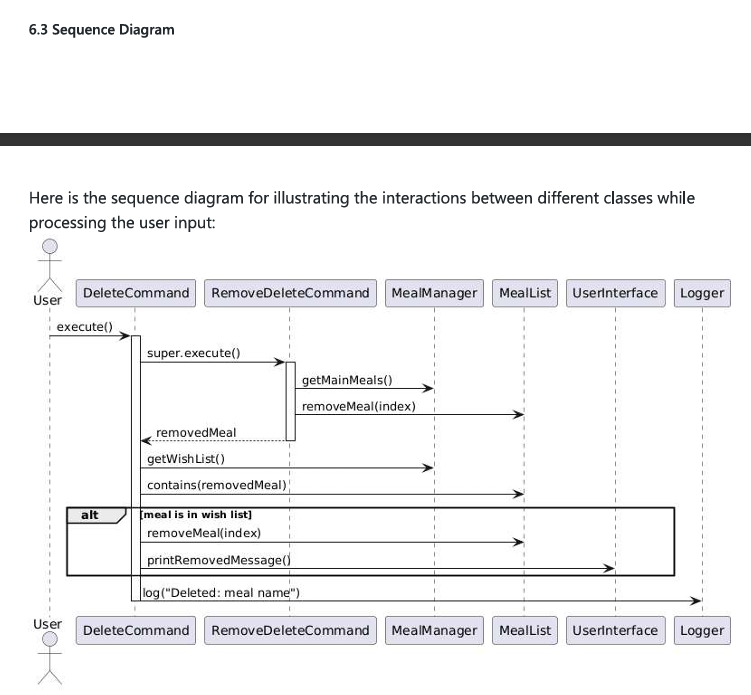 6.3 Sequence Diagram
Here is the sequence diagram for illustrating the interactions between different classes while
processing the user input:
User
DeleteCommand
RemoveDeleteCommand
MealManager
MealList
UserInterface
Logger
execute()
super.execute()
getMainMeals()
removeMeal(index)
removedMeal
getWishList()
contains(removedMeal)
alt
[meal is in wish list]
removeMeal(index)
printRemovedMessage()
log("Deleted: meal name")
User
DeleteCommand
RemoveDeleteCommand
MealManager
MealList
UserInterface
Logger